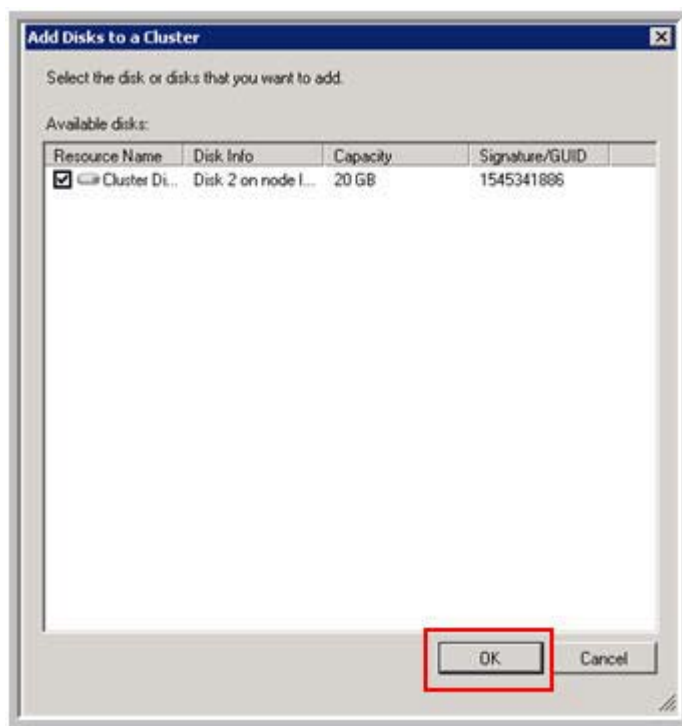 Add Disks to a Cluster
Select the disk or disks that you want to add.
Available disks:
Resource Name Disk Info Capacity Signature/GUID
Cluster Di... Disk 2 on node I... 20 GB 1545341886
OK Cancel